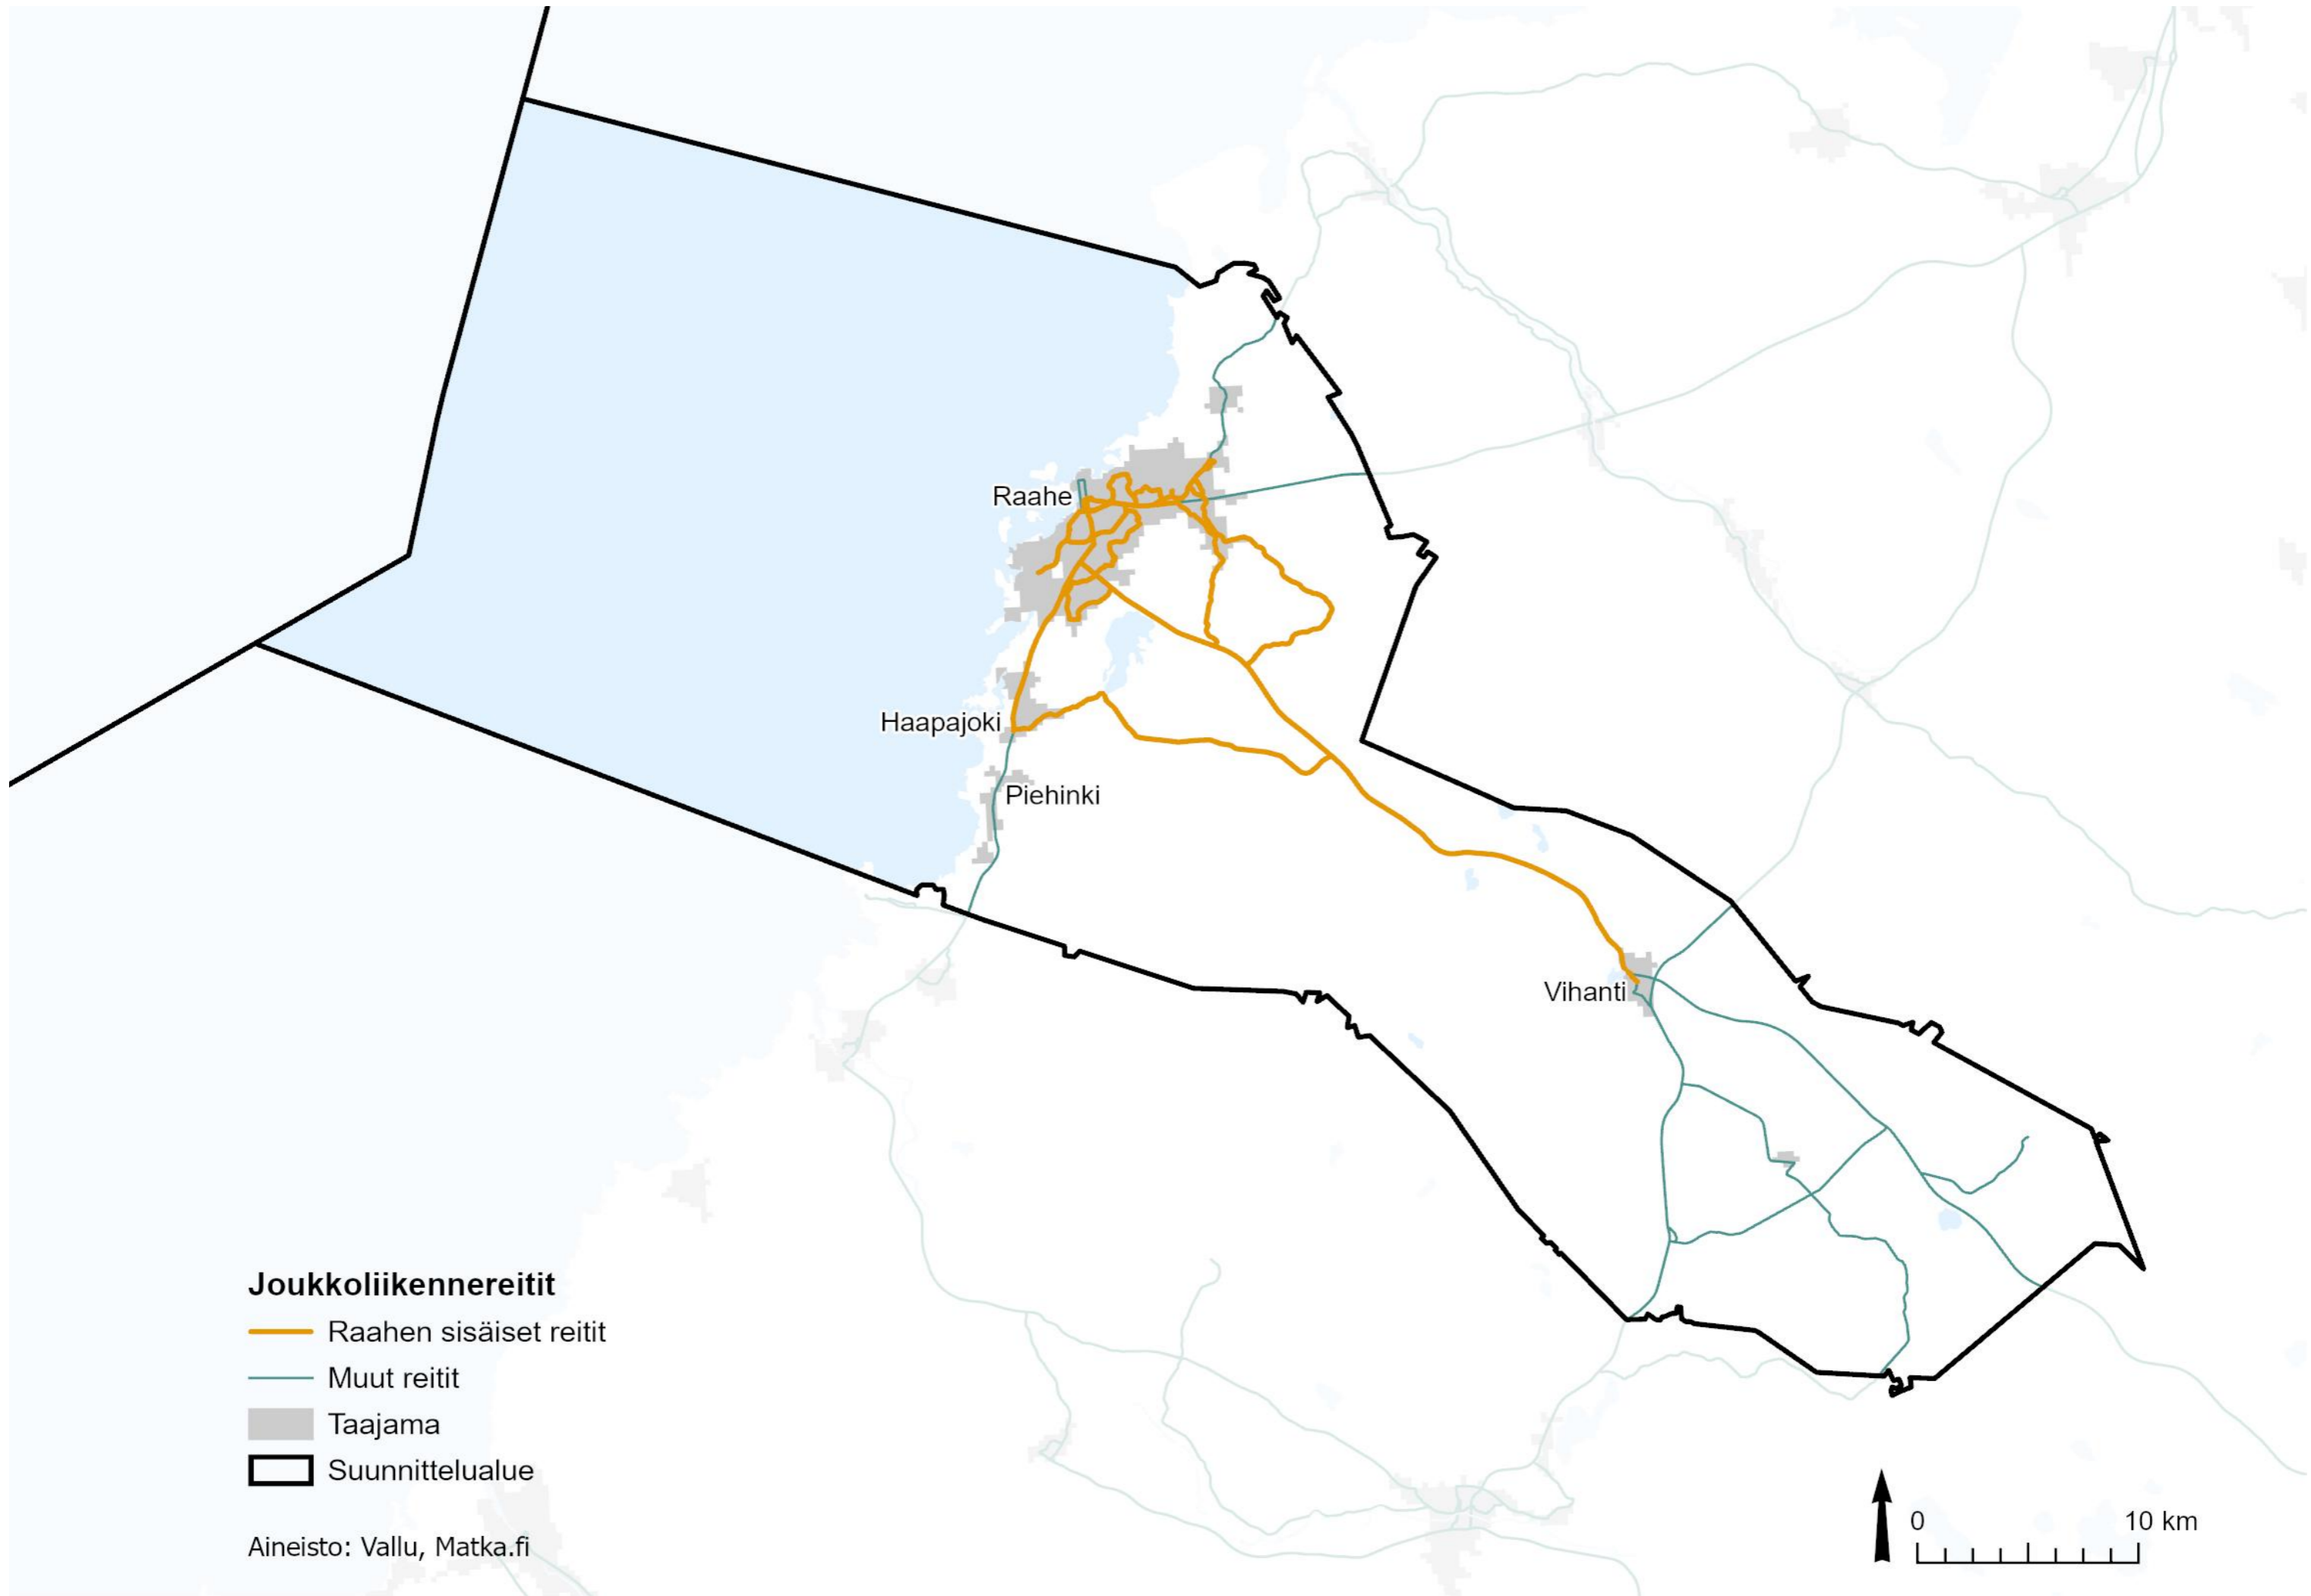 Raahe
Haapajoki
Piehinki
Vihanti
Joukkoliikennereitit
Raahen sisäiset reitit
Muut reitit
Taajama
Suunnittelualue
Aineisto: Vallu, Matka.fi
0 10 km